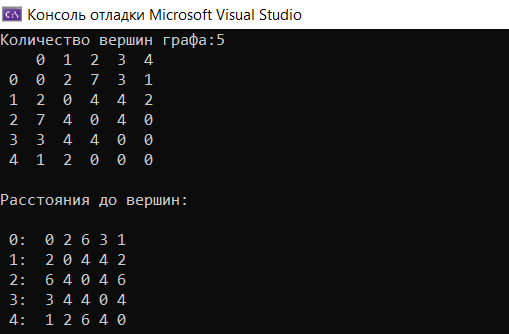 Консоль отладки Microsoft Visual Studio
Количество вершин графа:5
0 1 2 3 4
0 0 2 7 3 1
1 2 0 4 4 2
2 7 4 0 4 0
3 3 4 4 0 0
4 1 2 0 0 0
Расстояния до вершин:
0: 0 2 6 3 1
1: 2 0 4 4 2
2: 6 4 0 4 6
3: 3 4 4 0 4
4: 1 2 6 4 0